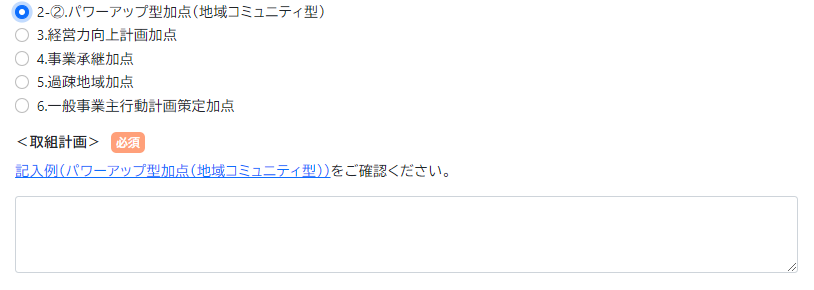 2-②.パワーアップ型加点(地域コミュニティ型)
3.経営力向上計画加点
4.事業承継加点
5.過疎地域加点
6.一般事業主行動計画策定加点
＜取組計画＞ 必須
記入例(パワーアップ型加点(地域コミュニティ型))をご確認ください。